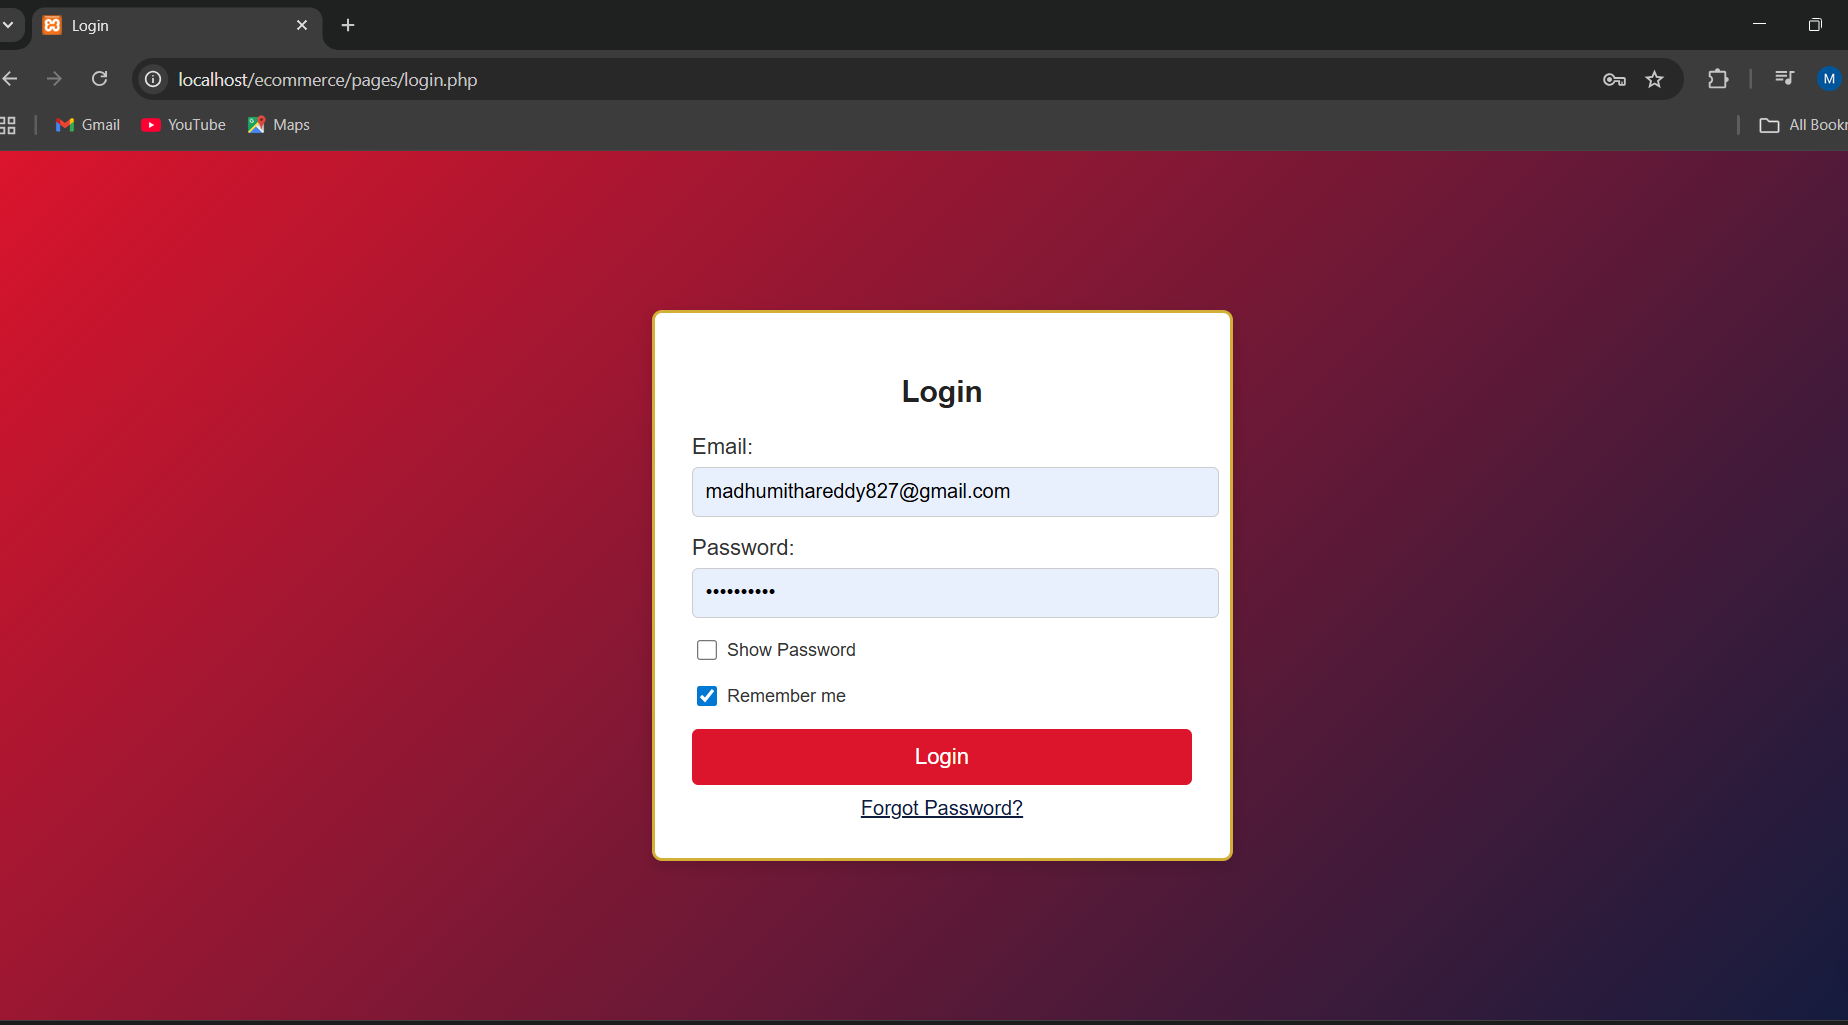 Login
localhost/ecommerce/pages/login.php
M
Gmail YouTube Maps All Bookr
Login
Email:
madhumithareddy827@gmail.com
Password:
••••••••••
Show Password
Remember me
Login
Forgot Password?